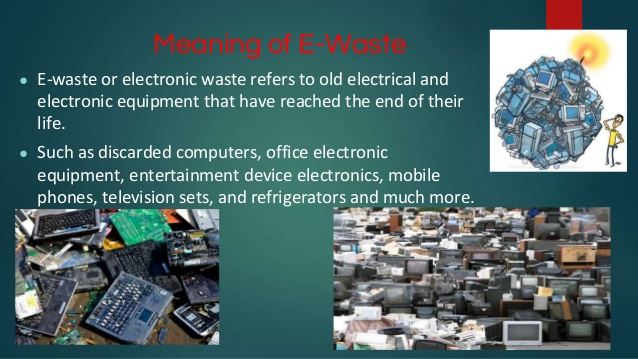 Meaning of E-Waste
● E-waste or electronic waste refers to old electrical and
electronic equipment that have reached the end of their
life.
● Such as discarded computers, office electronic
equipment, entertainment device electronics, mobile
phones, television sets, and refrigerators and much more.